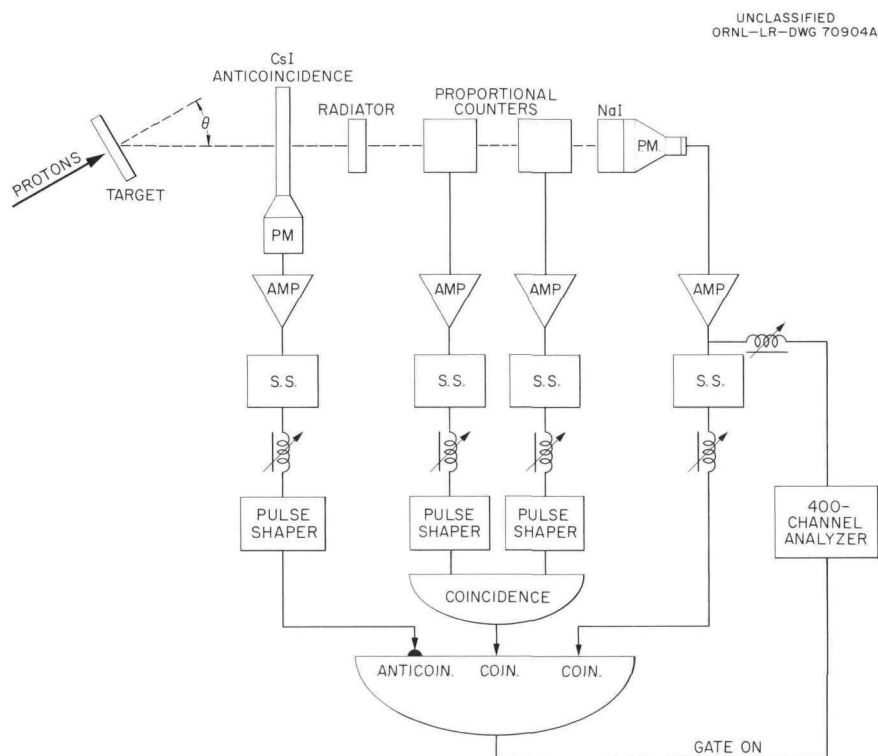 UNCLASSIFIED
ORNL-LR-DWG 70904A
CsI
ANTICOINCIDENCE
RADIATOR
PROPORTIONAL
COUNTERS
NaI
θ
PM.
PROTONS
TARGET
PM
AMP
AMP
AMP
AMP
S.S.
S.S.
S.S.
S.S.
PULSE
SHAPER
PULSE
SHAPER
PULSE
SHAPER
400-
CHANNEL
ANALYZER
COINCIDENCE
ANTICOIN. COIN. COIN.
GATE ON